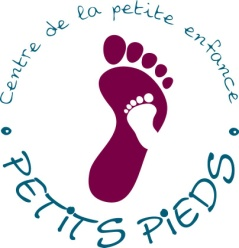 Centre de la petite enfance
• PETITS PIEDS •